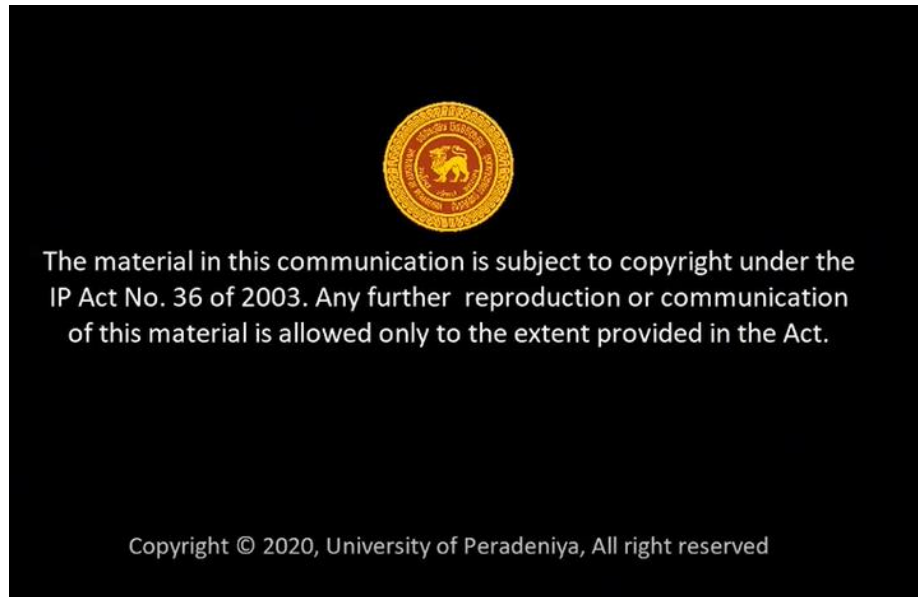 The material in this communication is subject to copyright under the
IP Act No. 36 of 2003. Any further reproduction or communication
of this material is allowed only to the extent provided in the Act.
Copyright © 2020, University of Peradeniya, All right reserved